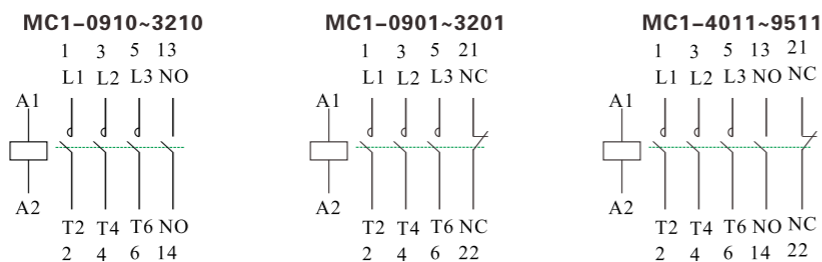 MC1-0910~3210
1 3 5 13
L1 L2 L3 NO
A1
A2
T2 T4 T6 NO
2 4 6 14
MC1-0901~3201
1 3 5 21
L1 L2 L3 NC
A1
A2
T2 T4 T6 NC
2 4 6 22
MC1-4011~9511
1 3 5 13 21
L1 L2 L3 NO NC
A1
A2
T2 T4 T6 NO NC
2 4 6 14 22